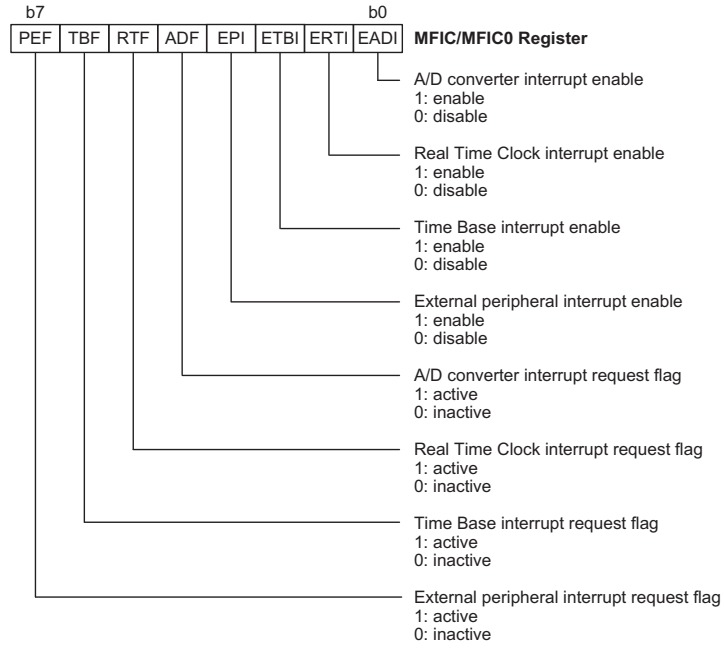 b7 b0
PEF TBF RTF ADF EPI ETBI ERTI EADI MFIC/MFIC0 Register
A/D converter interrupt enable
1: enable
0: disable
Real Time Clock interrupt enable
1: enable
0: disable
Time Base interrupt enable
1: enable
0: disable
External peripheral interrupt enable
1: enable
0: disable
A/D converter interrupt request flag
1: active
0: inactive
Real Time Clock interrupt request flag
1: active
0: inactive
Time Base interrupt request flag
1: active
0: inactive
External peripheral interrupt request flag
1: active
0: inactive